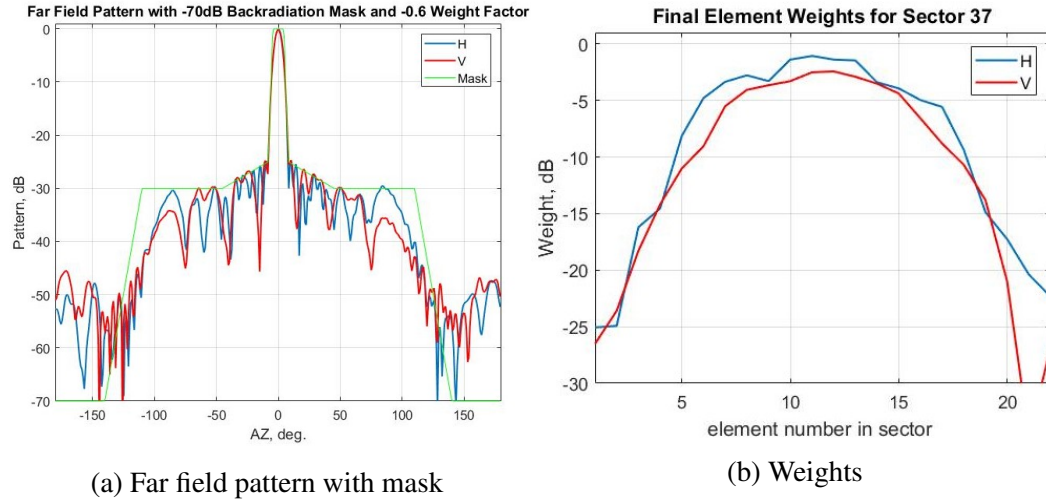 Far Field Pattern with -70dB Backradiation Mask and -0.6 Weight Factor
0
-10
-20
-30
-40
-50
-60
-70
Pattern, dB
-150
-100
-50
0
50
100
150
AZ, deg.
H
V
Mask
(a) Far field pattern with mask
Final Element Weights for Sector 37
0
-5
-10
-15
-20
-25
-30
Weight, dB
5
10
15
20
element number in sector
H
V
(b) Weights